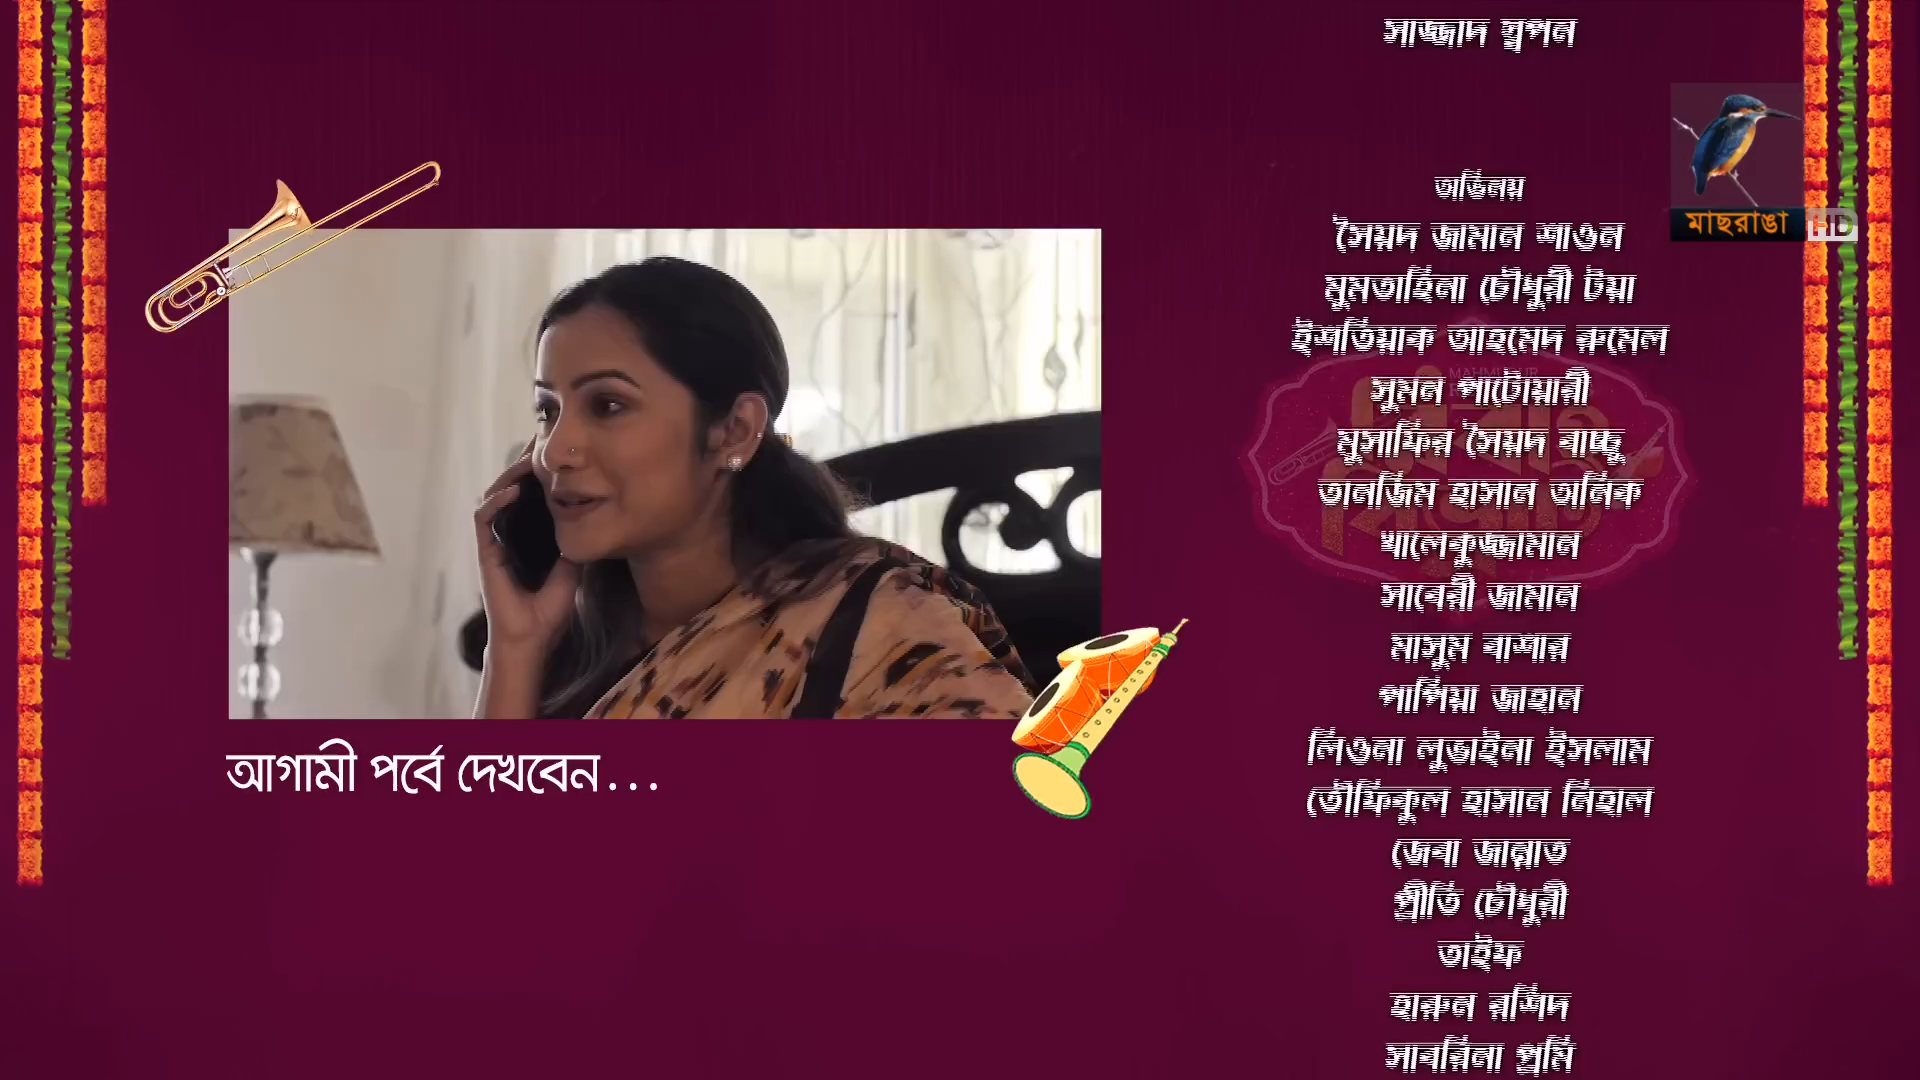 সাজ্জাদ স্বপন
অভিনয়
সৈয়দ জামান শাওন
মুমতাহিনা চৌধুরী টয়া
ইশতিয়াক আহমেদ রুমেল
সুমন পাটোয়ারী
মুসাফির সৈয়দ বাচ্চু
তানজিম হাসান অনিক
খালেকুজ্জামান
সাবেরী জামান
মাসুম বাশার
পাপিয়া জাহান
লিওনা লুভাইনা ইসলাম
তৌফিকুল হাসান নিহাল
জেবা জান্নাত
প্রীতি চৌধুরী
তাইফ
হারুন রশিদ
সাবরিনা প্রমি
মাছরাঙা HD
আগামী পর্বে দেখবেন...